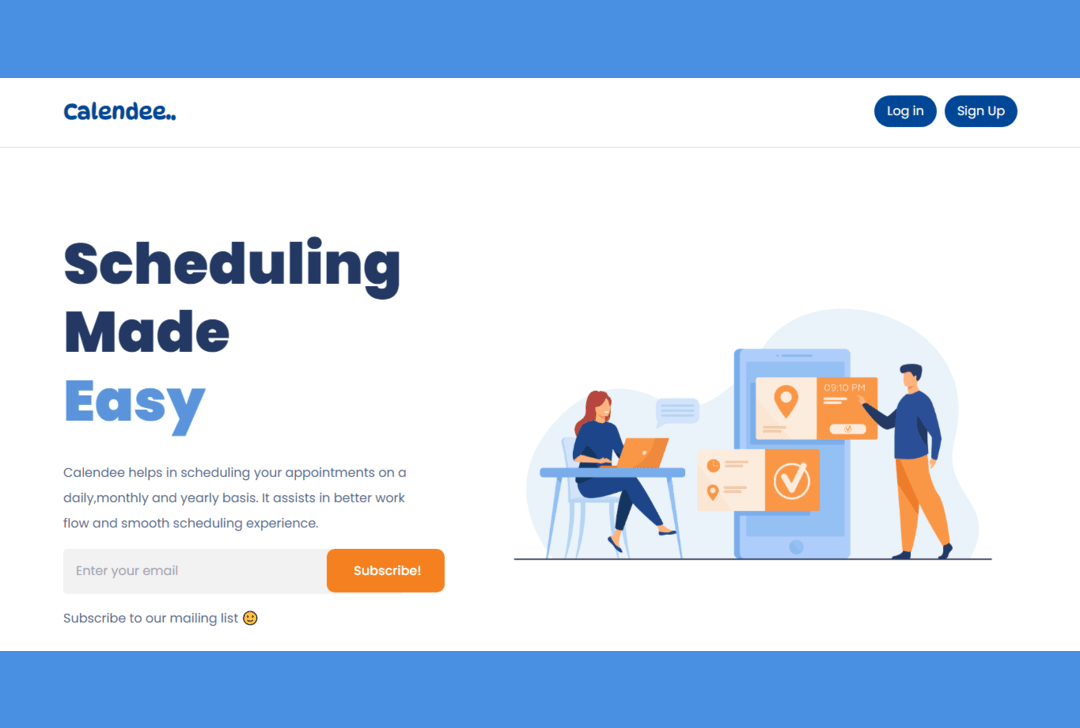 Calendee..
Log in
Sign Up
Scheduling
Made
Easy
Calendee helps in scheduling your appointments on a
daily,monthly and yearly basis. It assists in better work
flow and smooth scheduling experience.
Enter your email
Subscribe!
Subscribe to our mailing list 🙂
09:10 PM